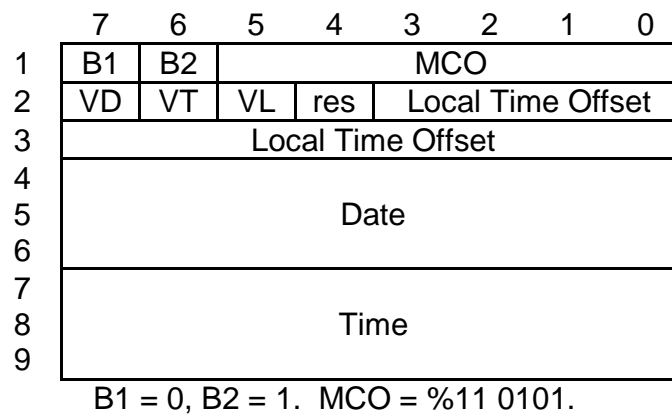 7 6 5 4 3 2 1 0
1 B1 B2 MCO
2 VD VT VL res Local Time Offset
3 Local Time Offset
4
5 Date
6
7
8 Time
9
B1 = 0, B2 = 1. MCO = %11 0101.